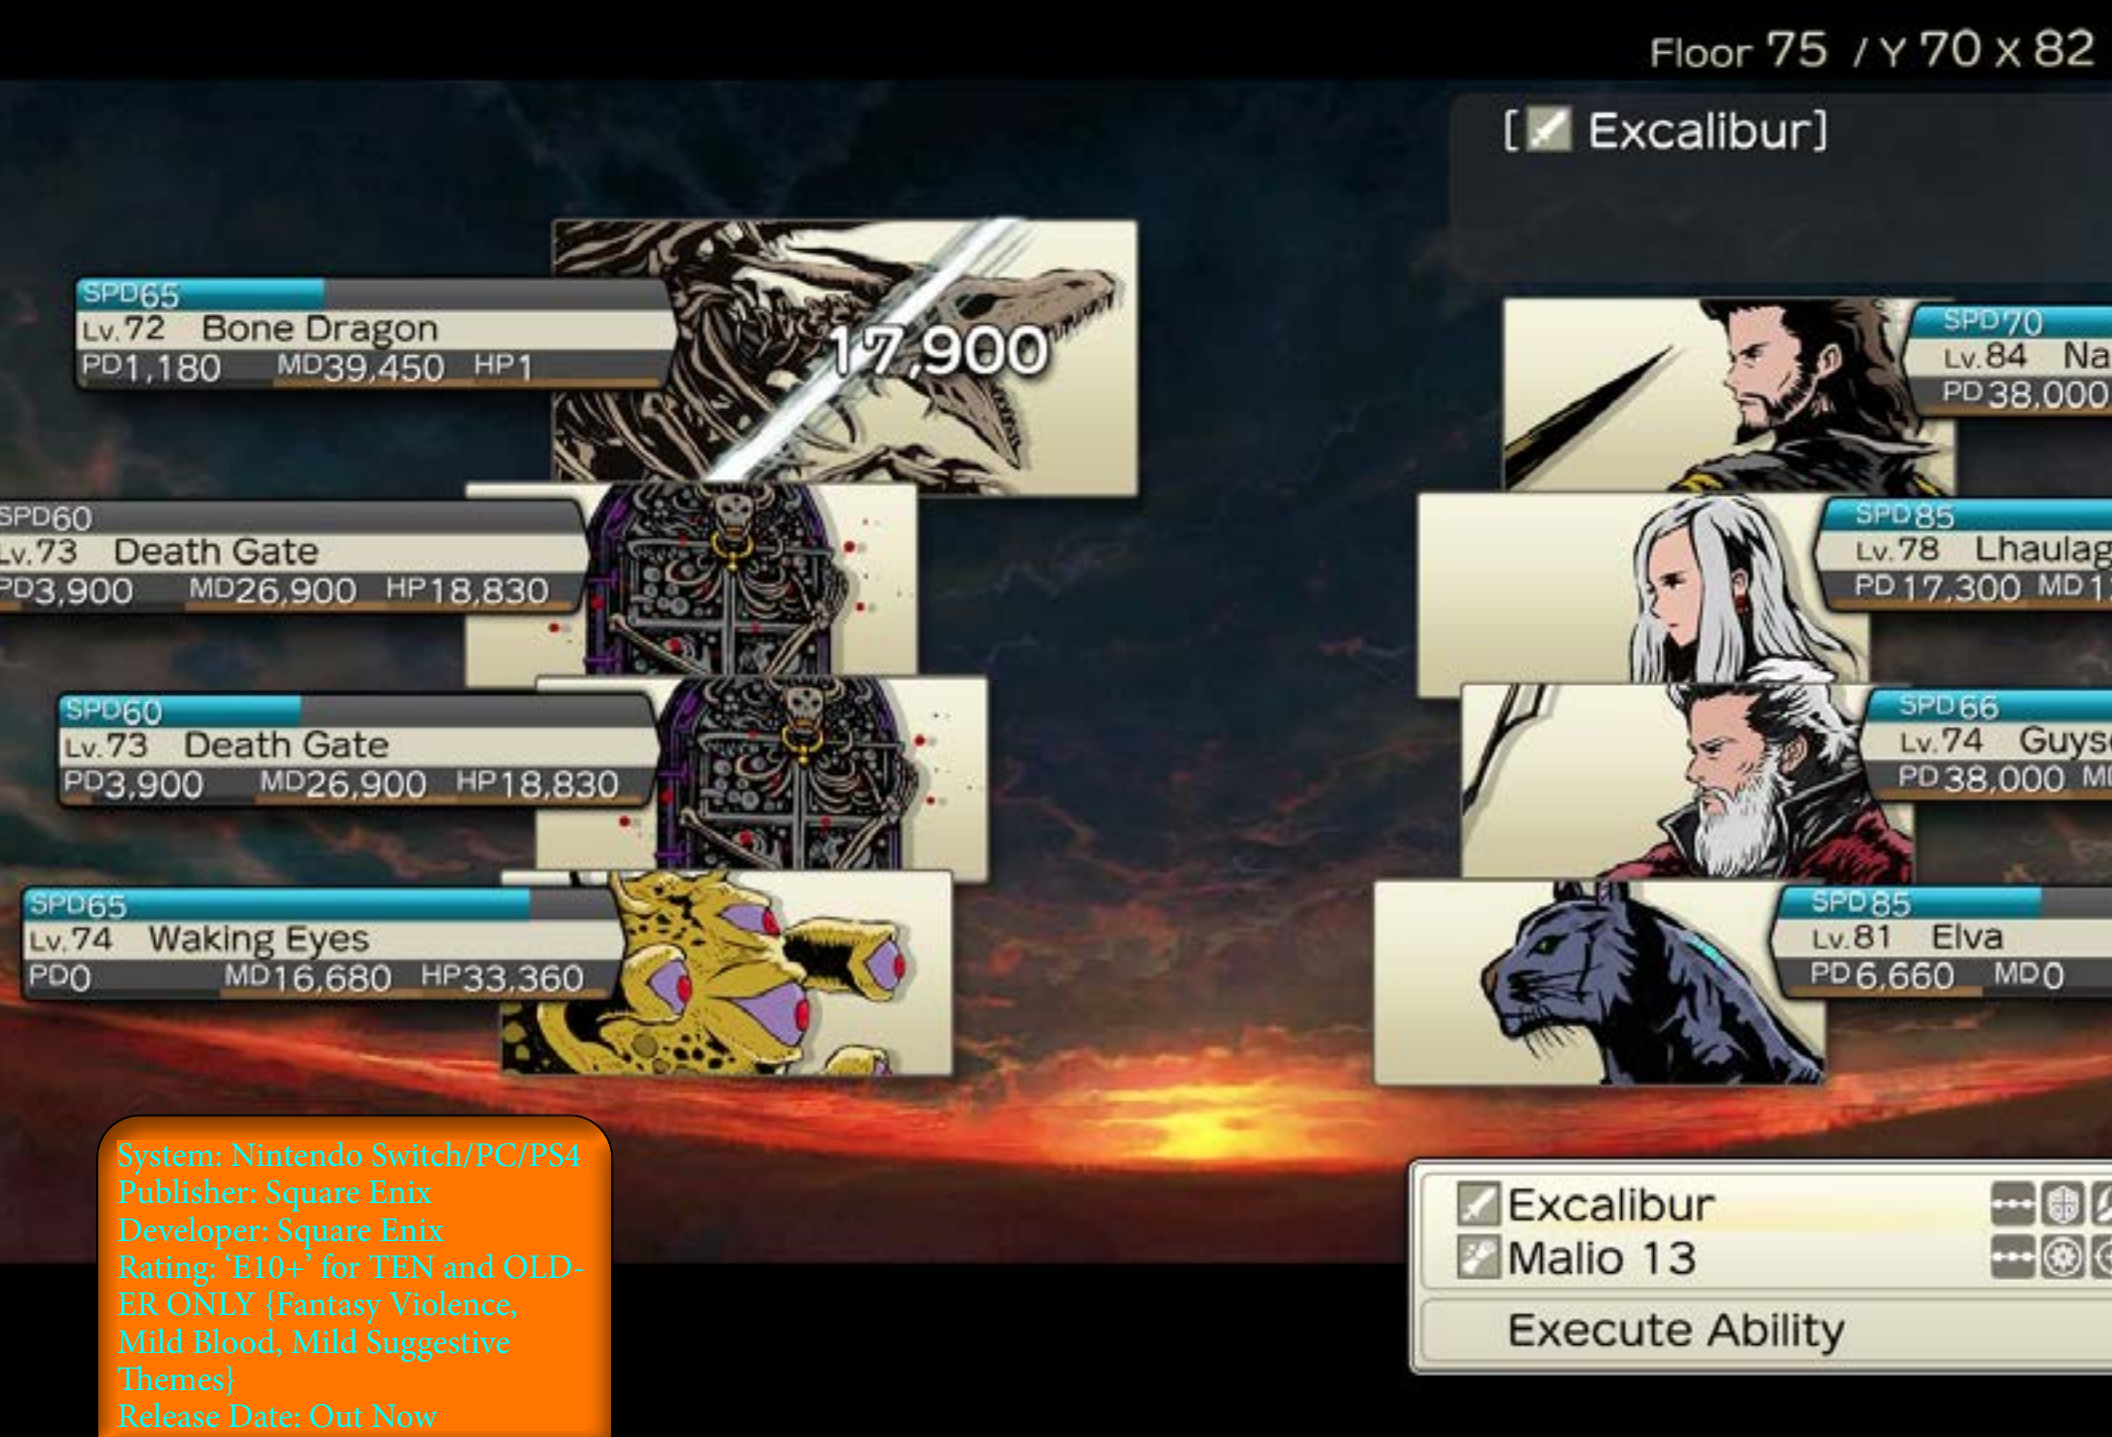 Floor 75 / Y 70 X 82
[Excalibur]
SPD65
Lv.72 Bone Dragon
PD1,180 MD39,450 HP1
17,900
SPD60
Lv.73 Death Gate
PD3,900 MD26,900 HP18,830
SPD60
Lv.73 Death Gate
PD3,900 MD26,900 HP18,830
SPD65
Lv.74 Waking Eyes
PD0 MD16,680 HP33,360
SPD70
Lv.84 Na
PD38,000
SPD85
Lv.78 Lhaulag
PD17,300 MD1
SPD66
Lv.74 Guys
PD38,000 M
SPD85
Lv.81 Elva
PD6,660 MD0
Excalibur
Malio 13
Execute Ability
System: Nintendo Switch/PC/PS4
Publisher: Square Enix
Developer: Square Enix
Rating: ‘E10+’ for TEN and OLD-
ER ONLY {Fantasy Violence,
Mild Blood, Mild Suggestive
Themes}
Release Date: Out Now